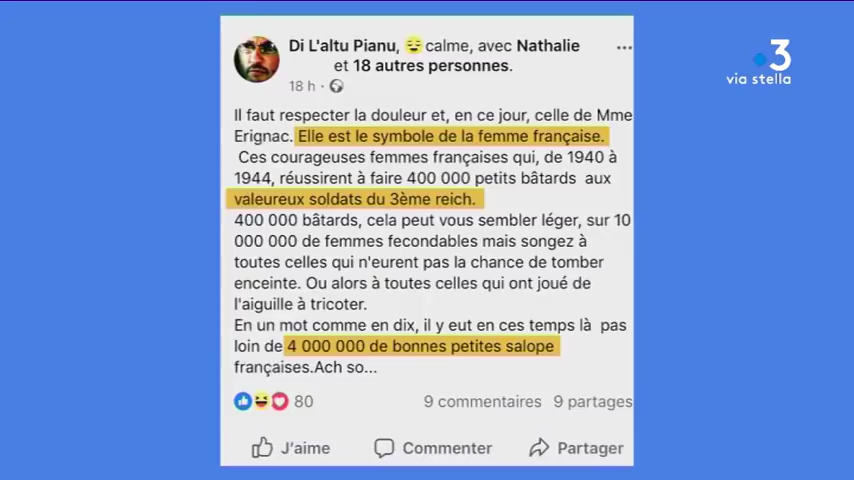 Di L'altu Pianu, 😌 calme, avec Nathalie
et 18 autres personnes.
18 h ·
3
via stella
Il faut respecter la douleur et, en ce jour, celle de Mme
Erignac. Elle est le symbole de la femme française.
Ces courageuses femmes françaises qui, de 1940 à
1944, réussirent à faire 400 000 petits bâtards aux
valeureux soldats du 3ème reich.
400 000 bâtards, cela peut vous sembler léger, sur 10
000 000 de femmes fecondables mais songez à
toutes celles qui n'eurent pas la chance de tomber
enceinte. Ou alors à toutes celles qui ont joué de
l'aiguille à tricoter.
En un mot comme en dix, il y eut en ces temps là pas
loin de 4 000 000 de bonnes petites salope
françaises.Ach so...
80 9 commentaires 9 partages
J'aime Commenter Partager